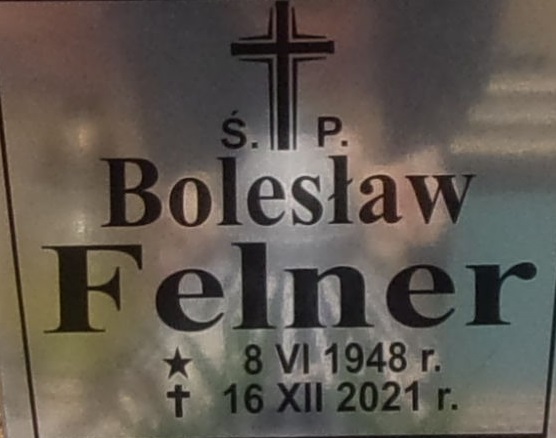 Ś. P.
Bolesław
Felner
★ 8 VI 1948 r.
✝ 16 XII 2021 r.